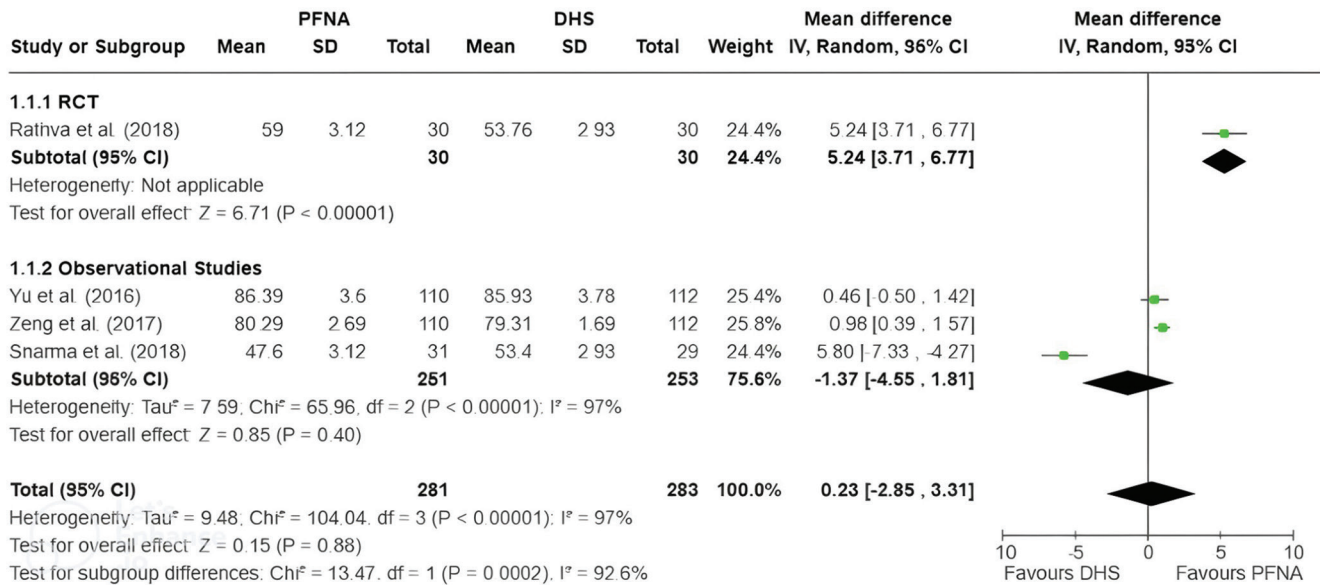 PFNA DHS Mean difference Mean difference
Study or Subgroup Mean SD Total Mean SD Total Weight IV, Random, 96% CI IV, Random, 93% CI
1.1.1 RCT
Rathva et al. (2018) 59 3.12 30 53.76 2 93 30 24.4% 5 24 [3.71 , 6.77]
Subtotal (95% CI) 30 30 24.4% 5.24 [3.71 , 6.77]
Heterogeneity: Not applicable
Test for overall effect: Z = 6.71 (P < 0.00001)
1.1.2 Observational Studies
Yu et al. (2016) 86.39 3.6 110 85.93 3.78 112 25.4% 0.46 [-0.50 , 1.42]
Zeng et al. (2017) 80.29 2 69 110 79.31 1.69 112 25.8% 0.98 [0.39 , 1.57]
Snarma et al. (2018) 47.6 3.12 31 53.4 2 93 29 24.4% 5 80 [-7.33 , -4 27]
Subtotal (96% CI) 251 253 75.6% -1.37 [-4.55 , 1.81]
Heterogeneity: Tau² = 7 59; Chi² = 65.96, df = 2 (P < 0.00001); I² = 97%
Test for overall effect: Z = 0.85 (P = 0.40)
Total (95% CI) 281 283 100.0% 0.23 [-2.85 , 3.31]
Heterogeneity: Tau² = 9.48; Chi² = 104.04. df = 3 (P < 0.00001); I² = 97%
Test for overall effect: Z = 0.15 (P = 0.88)
Test for subgroup differences: Chi² = 13.47. df = 1 (P = 0 0002). I² = 92.6%
10 -5 0 5 10
Favours DHS Favours PFNA
Let's
Enhance
.io